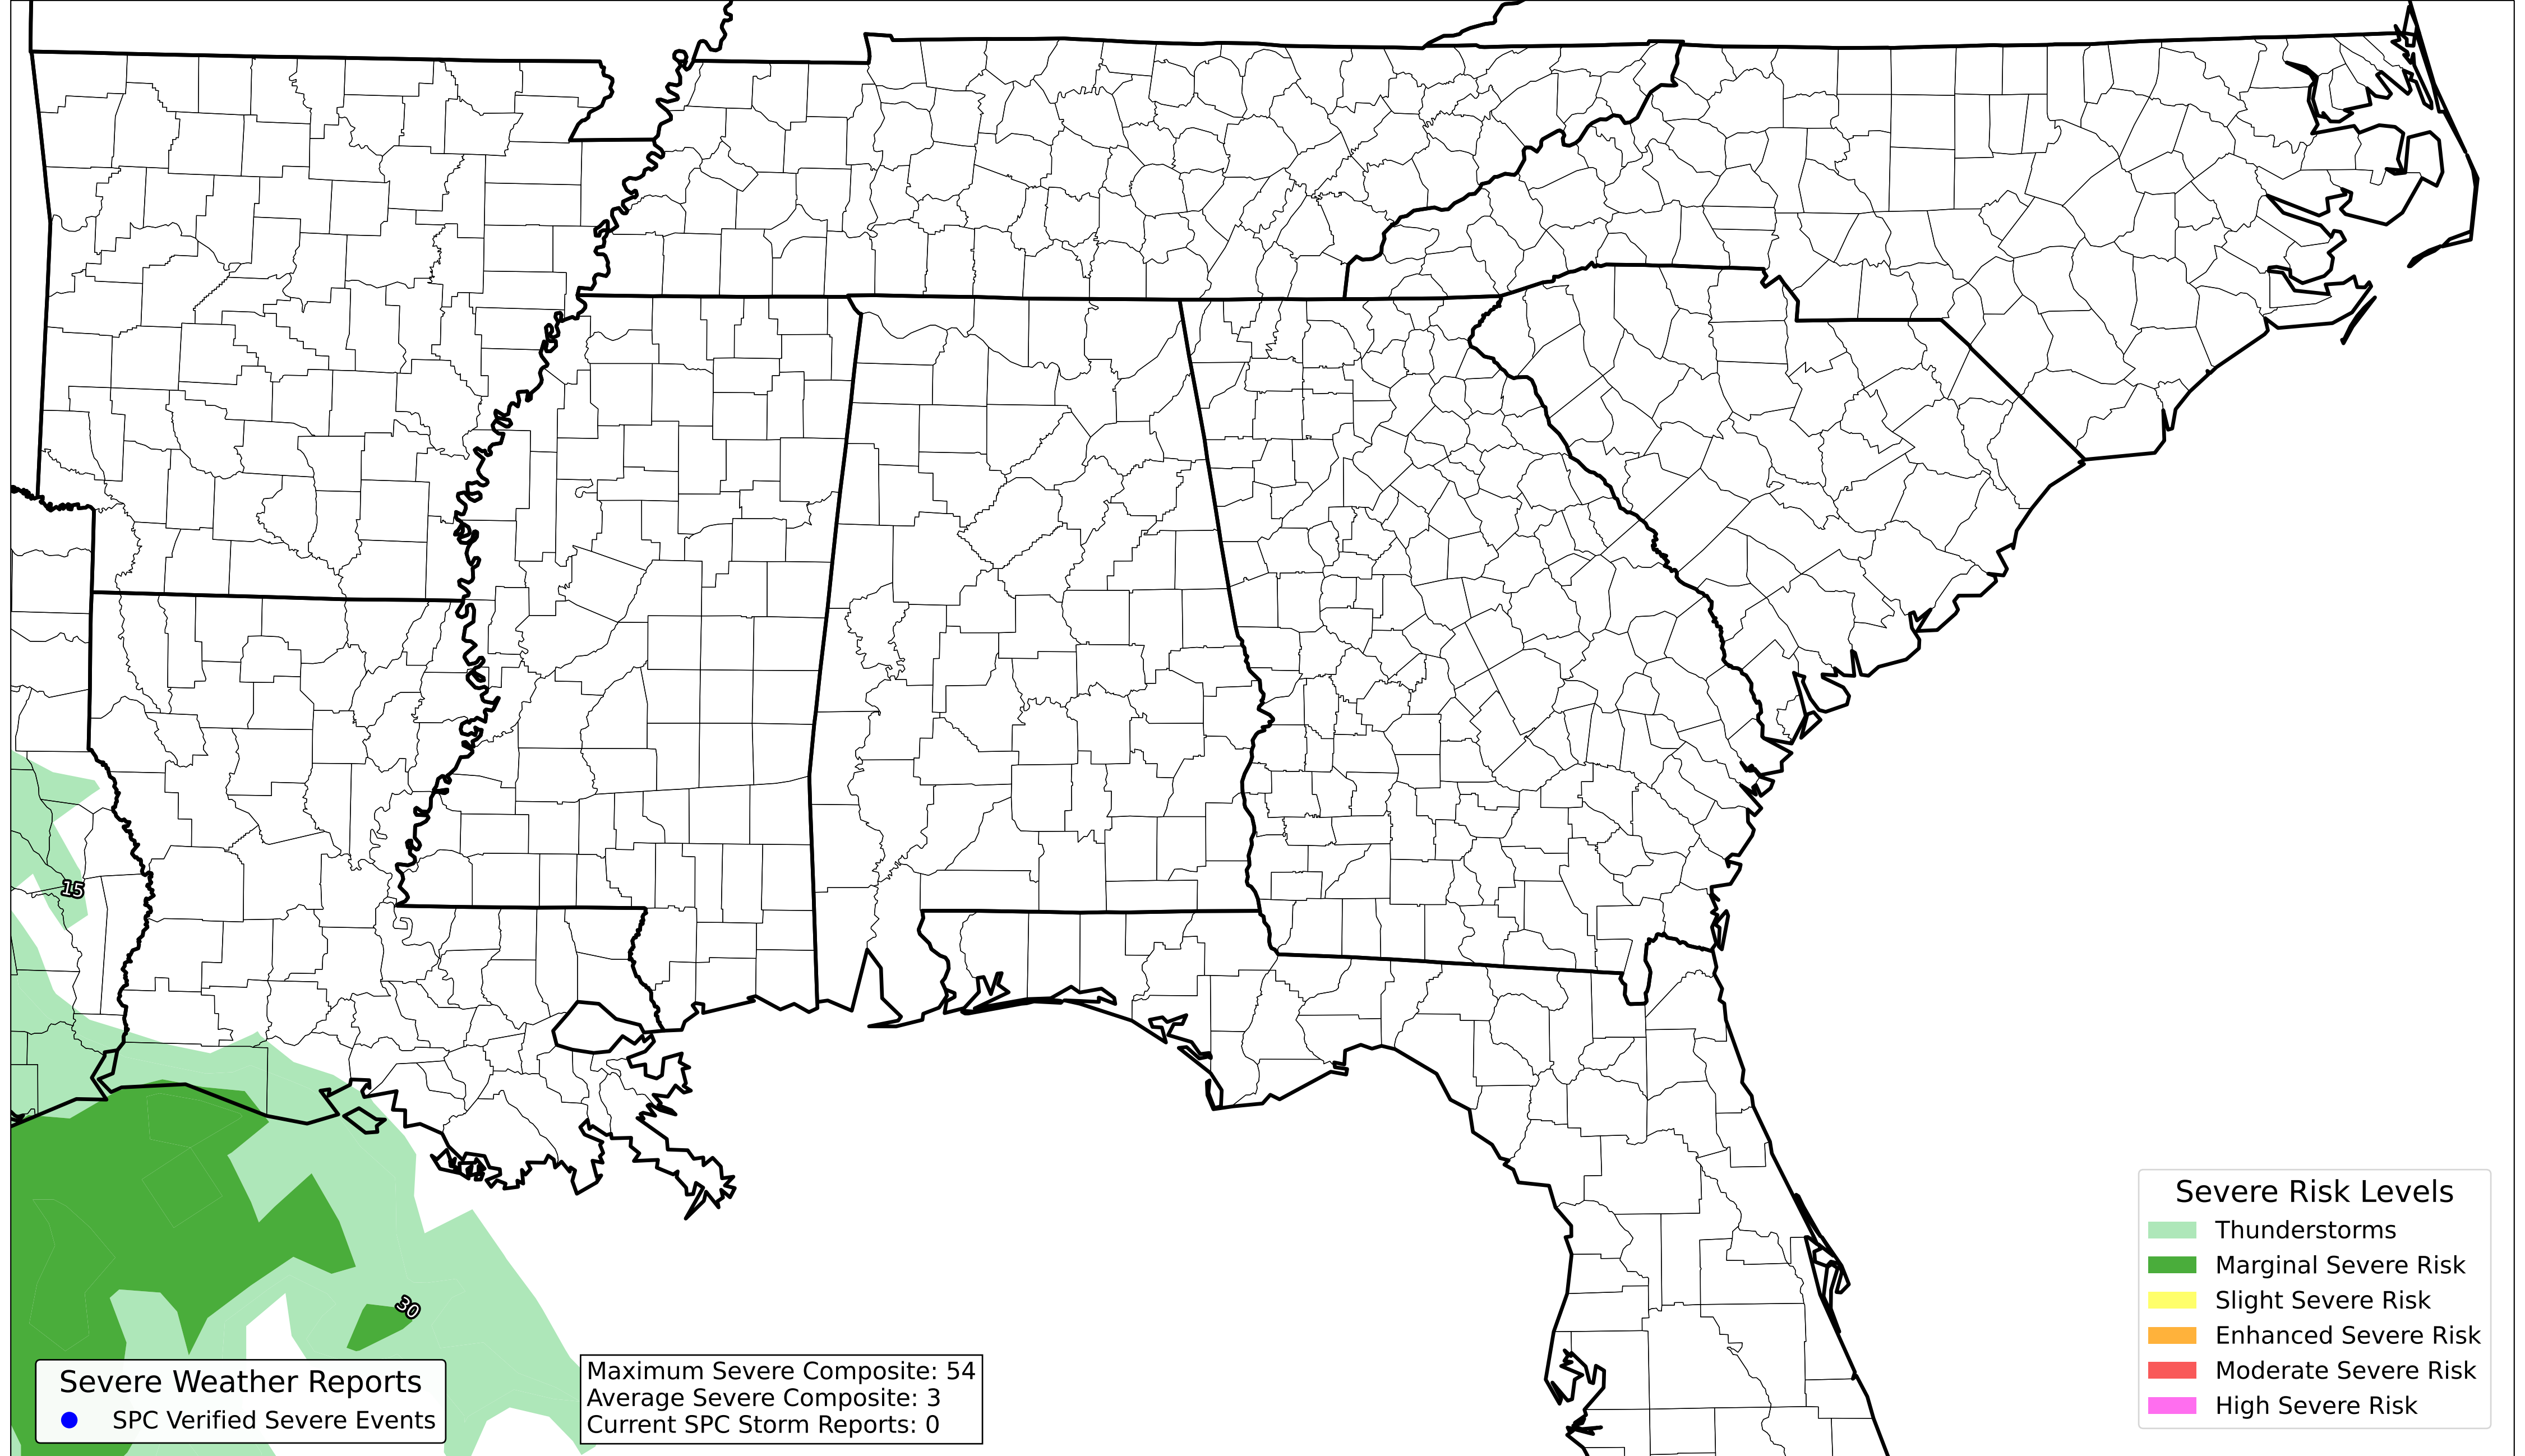 15
30
Severe Weather Reports
SPC Verified Severe Events
Maximum Severe Composite: 54
Average Severe Composite: 3
Current SPC Storm Reports: 0
Severe Risk Levels
Thunderstorms
Marginal Severe Risk
Slight Severe Risk
Enhanced Severe Risk
Moderate Severe Risk
High Severe Risk